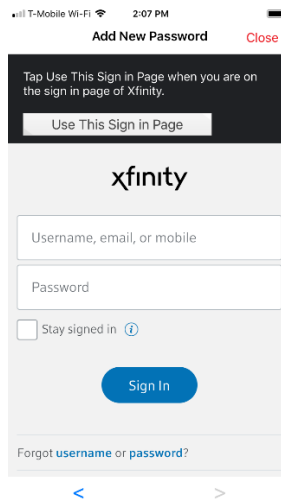 T-Mobile Wi-Fi 2:07 PM
Add New Password Close
Tap Use This Sign in Page when you are on
the sign in page of Xfinity.
Use This Sign in Page
xfinity
Username, email, or mobile
Password
Stay signed in i
Sign In
Forgot username or password?
< >